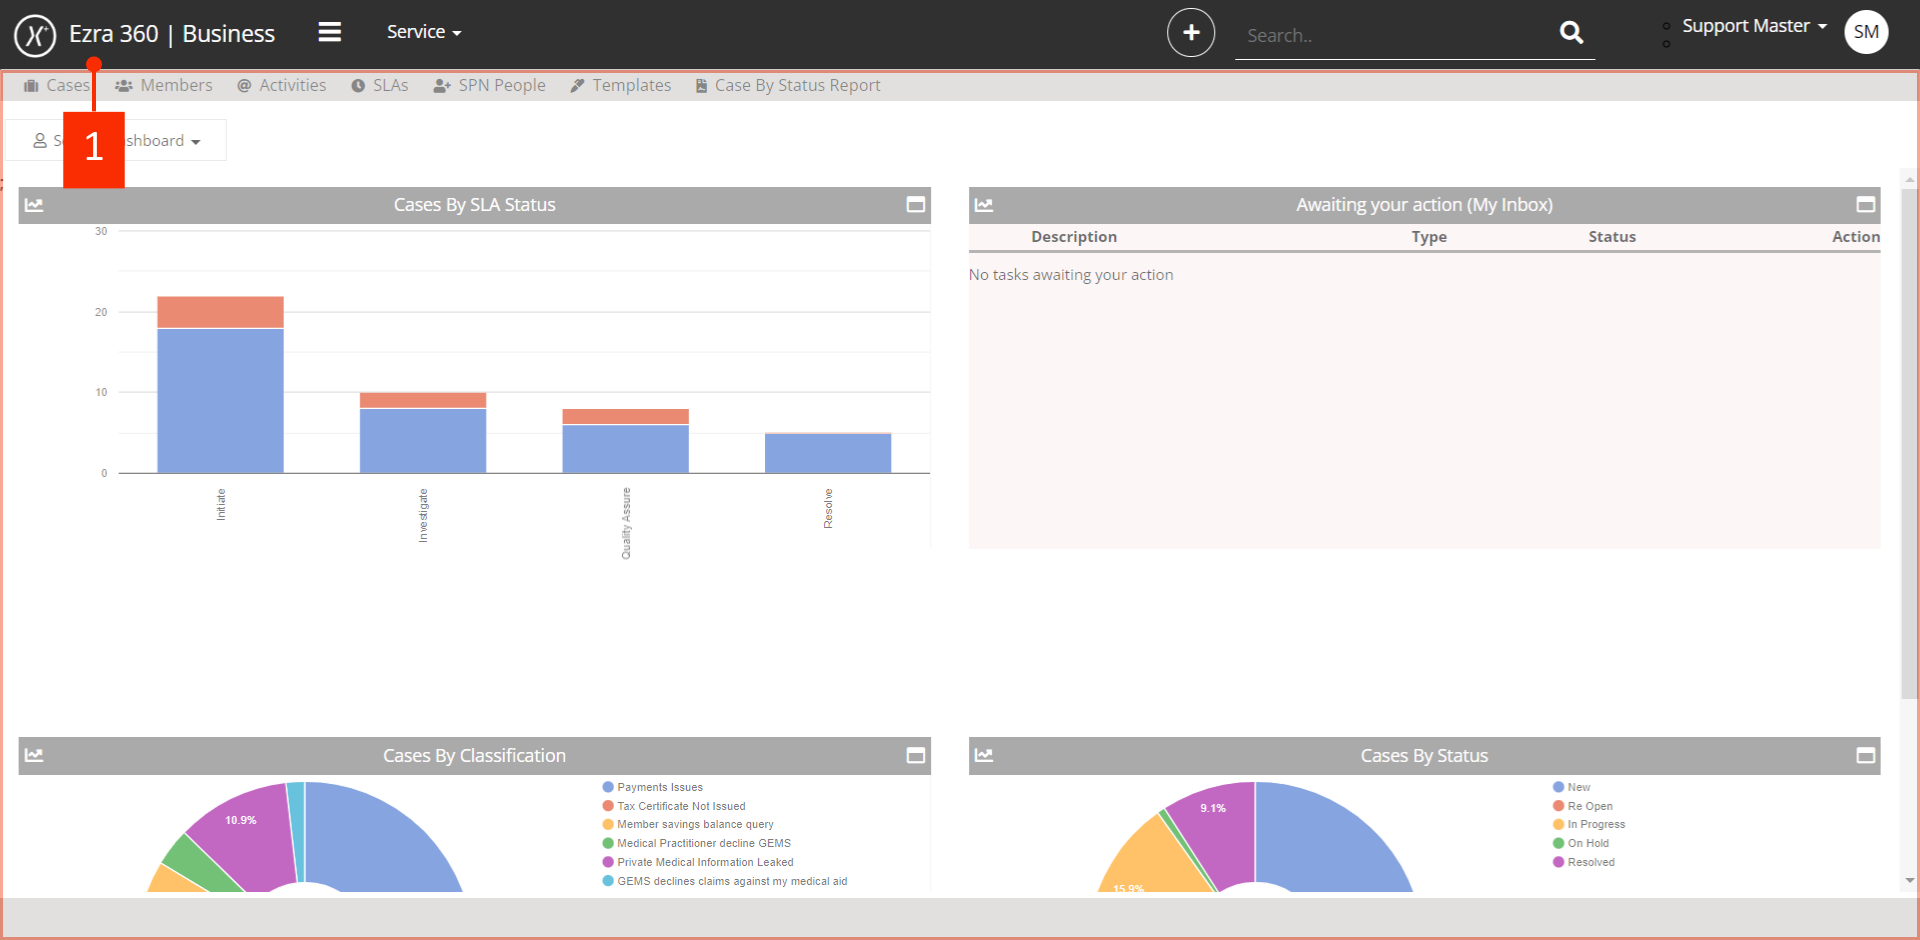 Ezra 360 | Business
Service
Search..
Support Master
SM
Cases
Members
Activities
SLAs
SPN People
Templates
Case By Status Report
1
shboard
Cases By SLA Status
30
20
10
0
Initiate
Investigate
Quality Assure
Resolve
Awaiting your action (My Inbox)
Description Type Status Action
No tasks awaiting your action
Cases By Classification
10.9%
Payments Issues
Tax Certificate Not Issued
Member savings balance query
Medical Practitioner decline GEMS
Private Medical Information Leaked
GEMS declines claims against my medical aid
Cases By Status
9.1%
15.9%
New
Re Open
In Progress
On Hold
Resolved